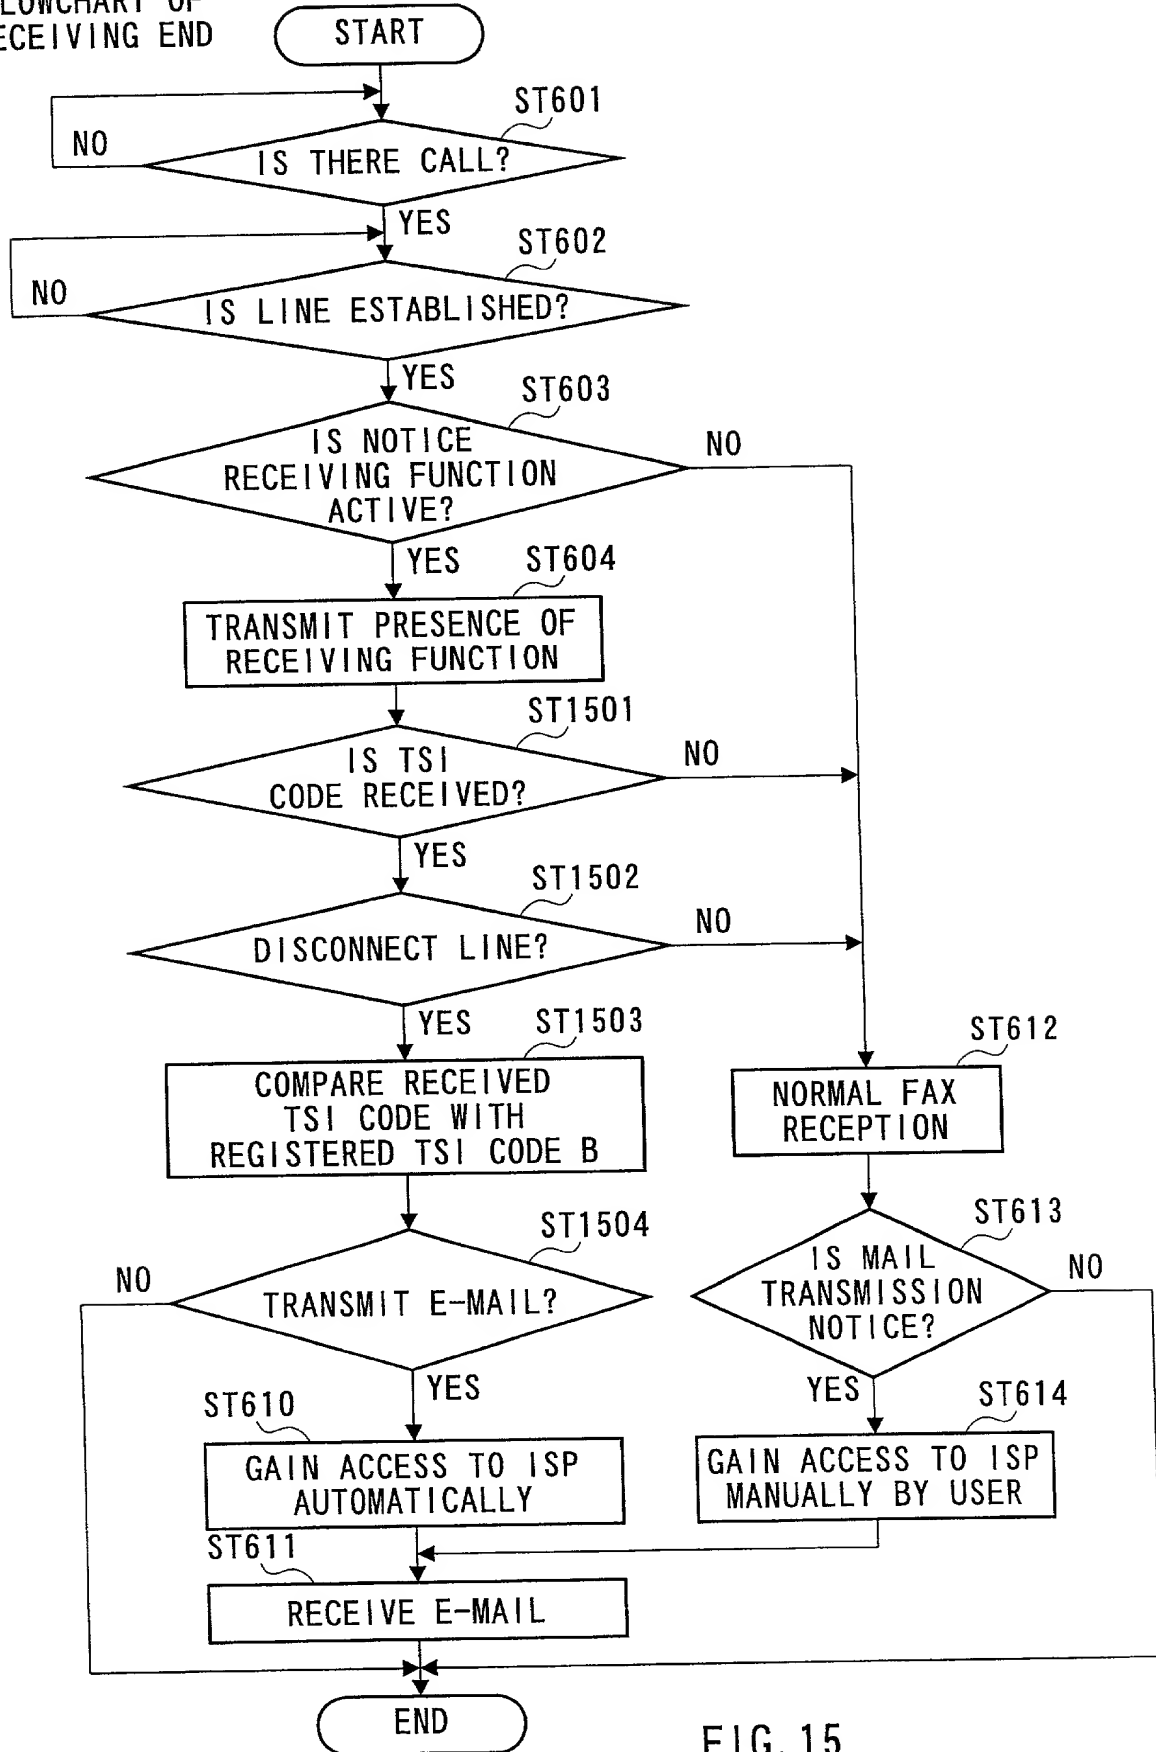 START
ECEIVING END
ST601
NO
IS THERE CALL?
YES
ST602
NO
IS LINE ESTABLISHED?
YES
ST603
IS NOTICE
RECEIVING FUNCTION
ACTIVE?
NO
YES
ST604
TRANSMIT PRESENCE OF
RECEIVING FUNCTION
ST1501
IS TSI
CODE RECEIVED?
NO
YES
ST1502
DISCONNECT LINE?
NO
YES
ST1503
COMPARE RECEIVED
TSI CODE WITH
REGISTERED TSI CODE B
ST612
NORMAL FAX
RECEPTION
ST1504
NO
TRANSMIT E-MAIL?
YES
ST613
IS MAIL
TRANSMISSION
NOTICE?
NO
YES
ST610
GAIN ACCESS TO ISP
AUTOMATICALLY
ST614
GAIN ACCESS TO ISP
MANUALLY BY USER
ST611
RECEIVE E-MAIL
END
FIG. 15